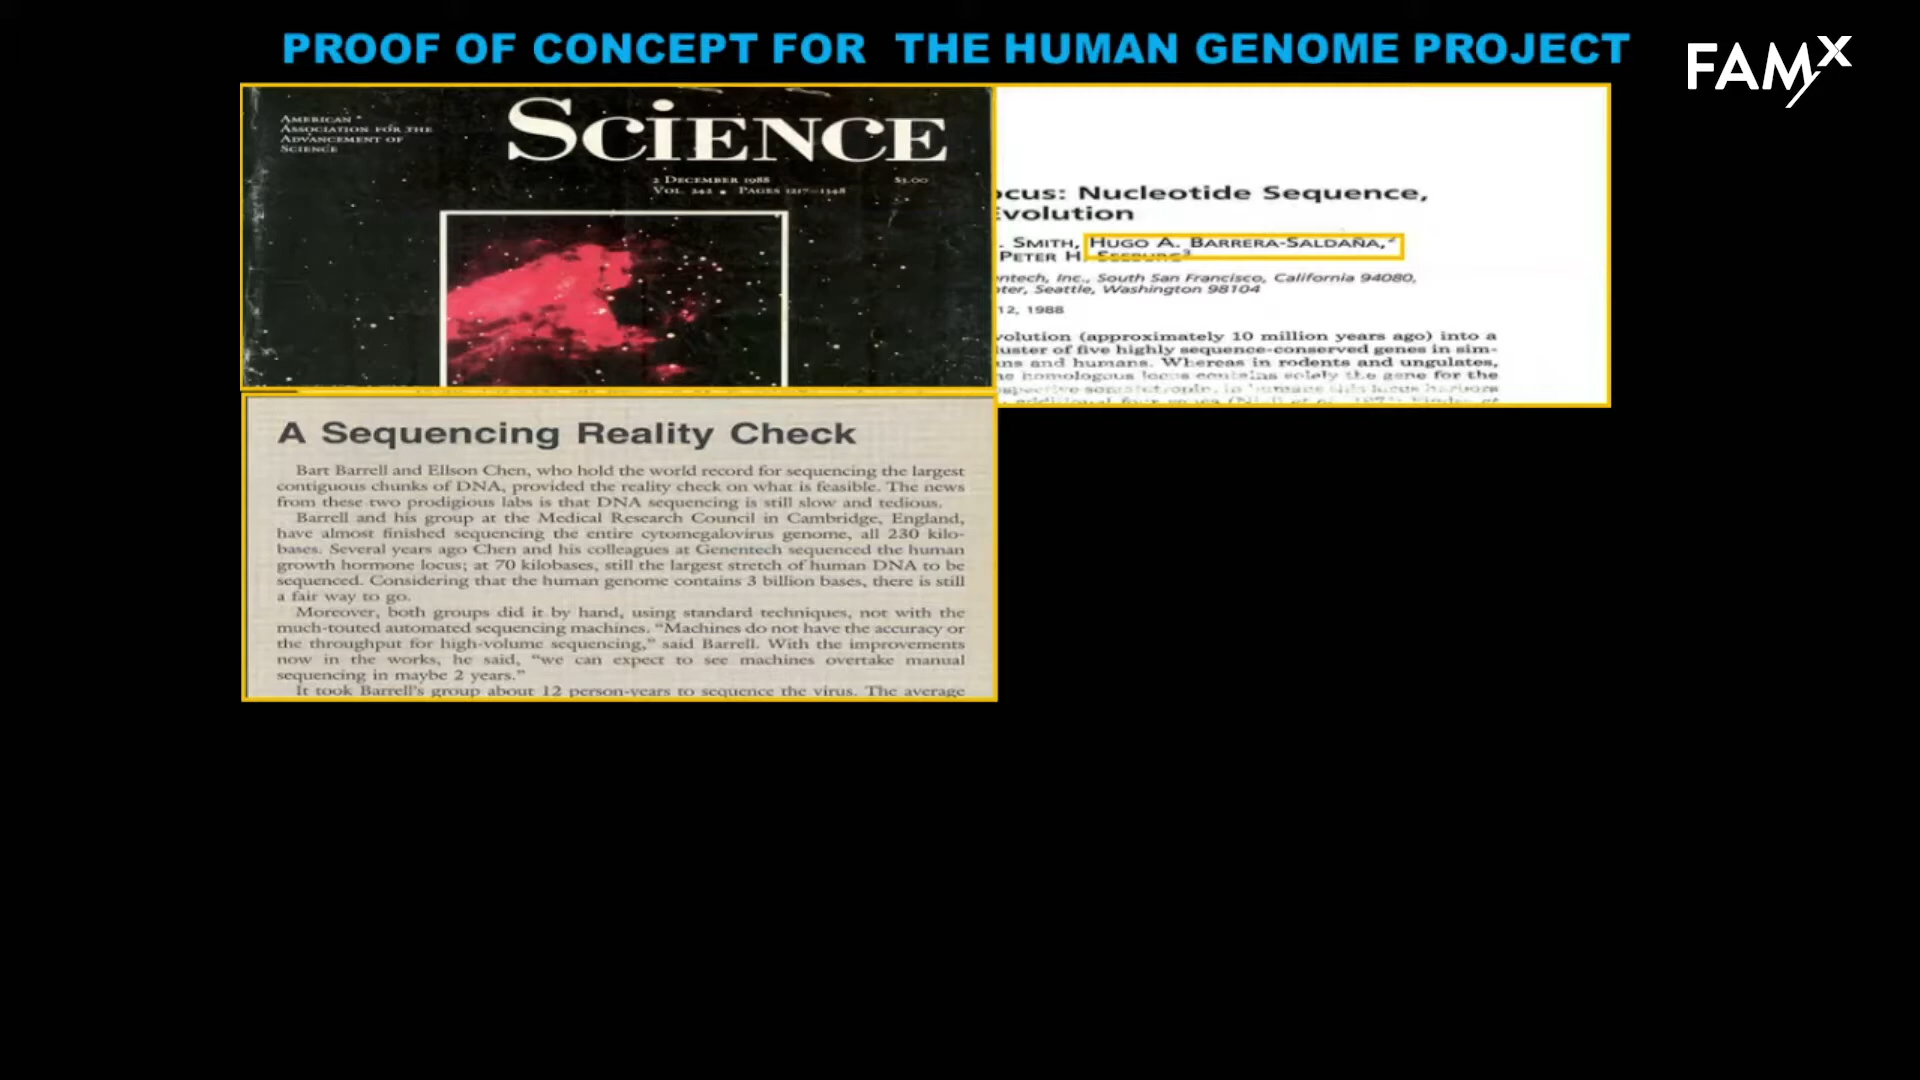 PROOF OF CONCEPT FOR THE HUMAN GENOME PROJECT
FAMX
AMERICAN
ASSOCIATION FOR THE
ADVANCEMENT OF
SCIENCE
SCIENCE
2 DECEMBER 1988
$3.00
VOL. 242 • PAGES 1217-1348
ocus: Nucleotide Sequence,
Evolution
. SMITH, HUGO A. BARRERA-SALDAÑA,²
PETER H. SEEBURG³
ntech, Inc., South San Francisco, California 94080,
ter, Seattle, Washington 98104
12, 1988
volution (approximately 10 million years ago) into a
luster of five highly sequence-conserved genes in sim-
ns and humans. Whereas in rodents and ungulates,
homologous locus contains solely the gene for the
A Sequencing Reality Check
Bart Barrell and Ellson Chen, who hold the world record for sequencing the largest
contiguous chunks of DNA, provided the reality check on what is feasible. The news
from these two prodigious labs is that DNA sequencing is still slow and tedious.
Barrell and his group at the Medical Research Council in Cambridge, England,
have almost finished sequencing the entire cytomegalovirus genome, all 230 kilo-
bases. Several years ago Chen and his colleagues at Genentech sequenced the human
growth hormone locus; at 70 kilobases, still the largest stretch of human DNA to be
sequenced. Considering that the human genome contains 3 billion bases, there is still
a fair way to go.
Moreover, both groups did it by hand, using standard techniques, not with the
much-touted automated sequencing machines. “Machines do not have the accuracy or
the throughput for high-volume sequencing,” said Barrell. With the improvements
now in the works, he said, “we can expect to see machines overtake manual
sequencing in maybe 2 years.”
It took Barrell's group about 12 person-years to sequence the virus. The average